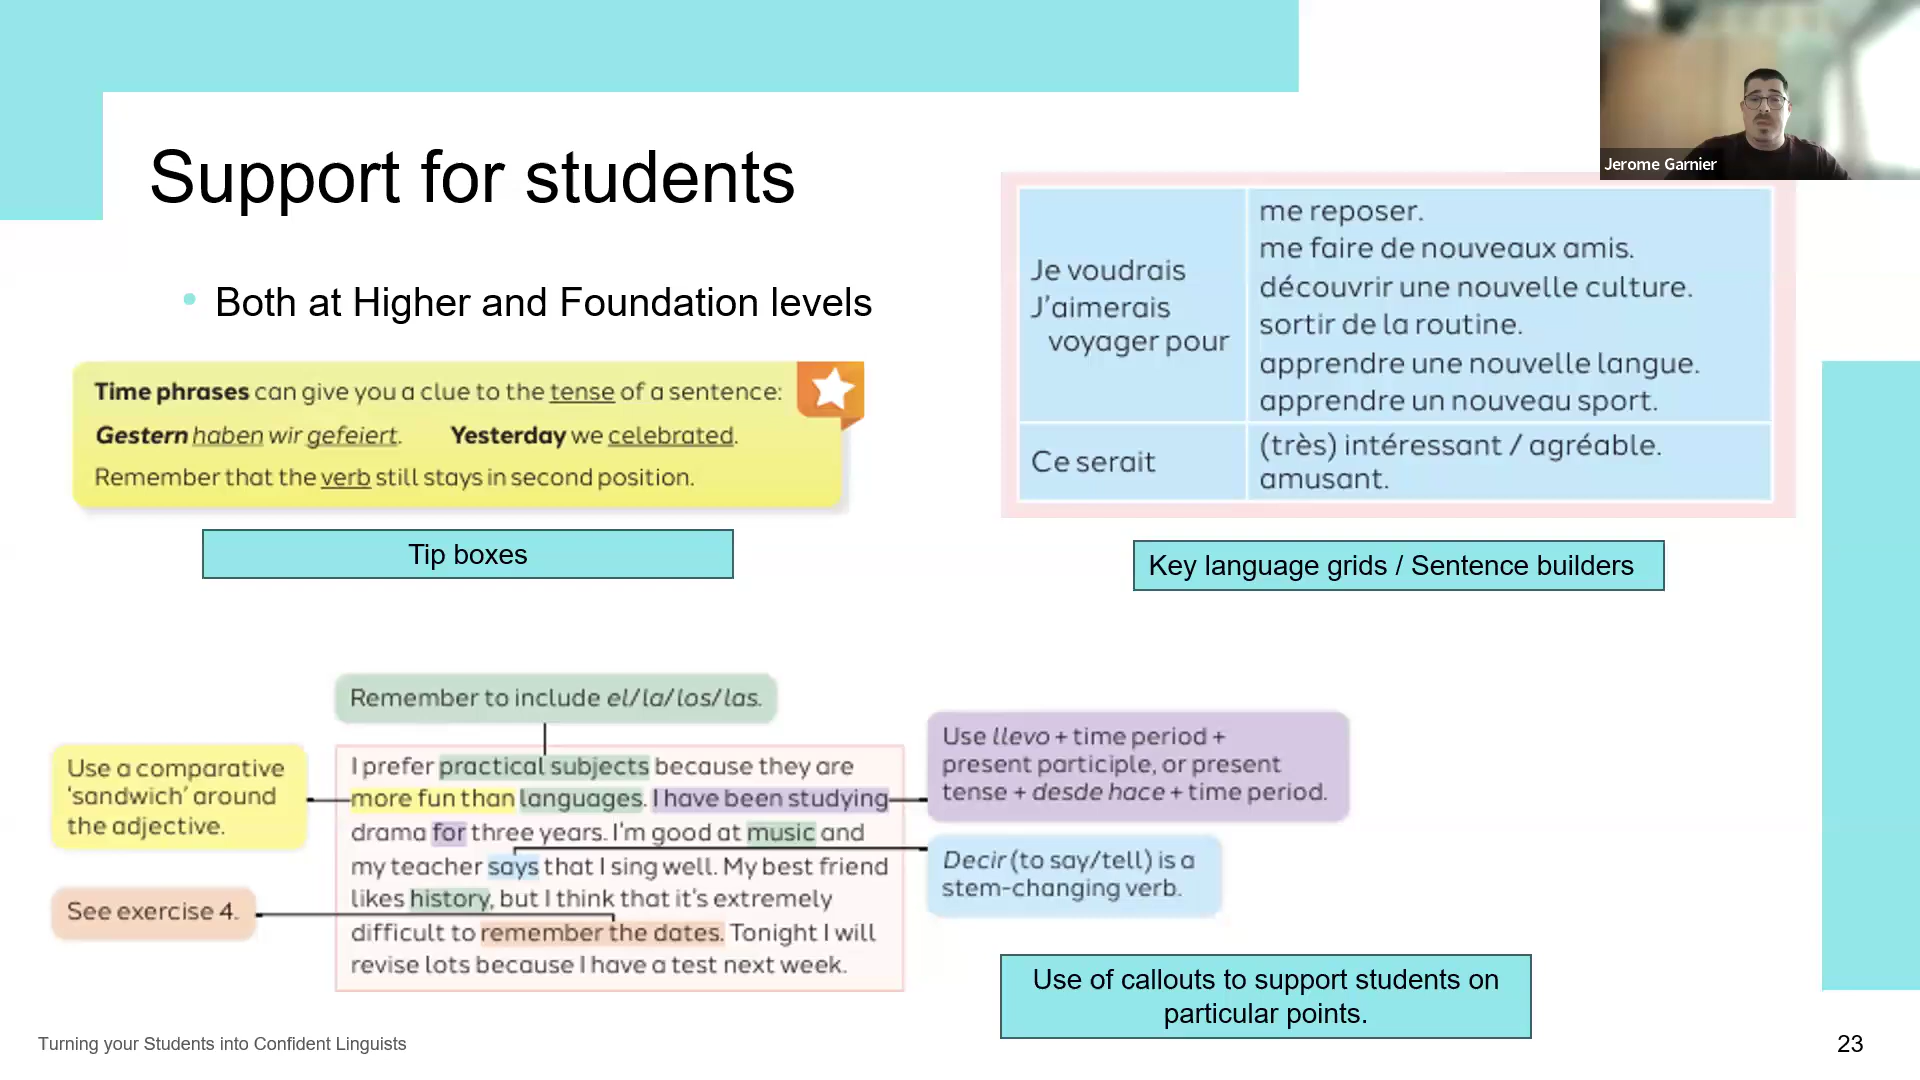 Jerome Garnier
Support for students
Both at Higher and Foundation levels
Time phrases can give you a clue to the tense of a sentence:
Gestern haben wir gefeiert. Yesterday we celebrated.
Remember that the verb still stays in second position.
Tip boxes
Je voudrais
J'aimerais
voyager pour
me reposer.
me faire de nouveaux amis.
découvrir une nouvelle culture.
sortir de la routine.
apprendre une nouvelle langue.
apprendre un nouveau sport.
Ce serait
(très) intéressant / agréable.
amusant.
Key language grids / Sentence builders
Remember to include el/la/los/las.
Use a comparative
'sandwich' around
the adjective.
See exercise 4.
I prefer practical subjects because they are
more fun than languages. I have been studying
drama for three years. I'm good at music and
my teacher says that I sing well. My best friend
likes history, but I think that it's extremely
difficult to remember the dates. Tonight I will
revise lots because I have a test next week.
Use llevo + time period +
present participle, or present
tense + desde hace + time period.
Decir (to say/tell) is a
stem-changing verb.
Use of callouts to support students on
particular points.
Turning your Students into Confident Linguists
23